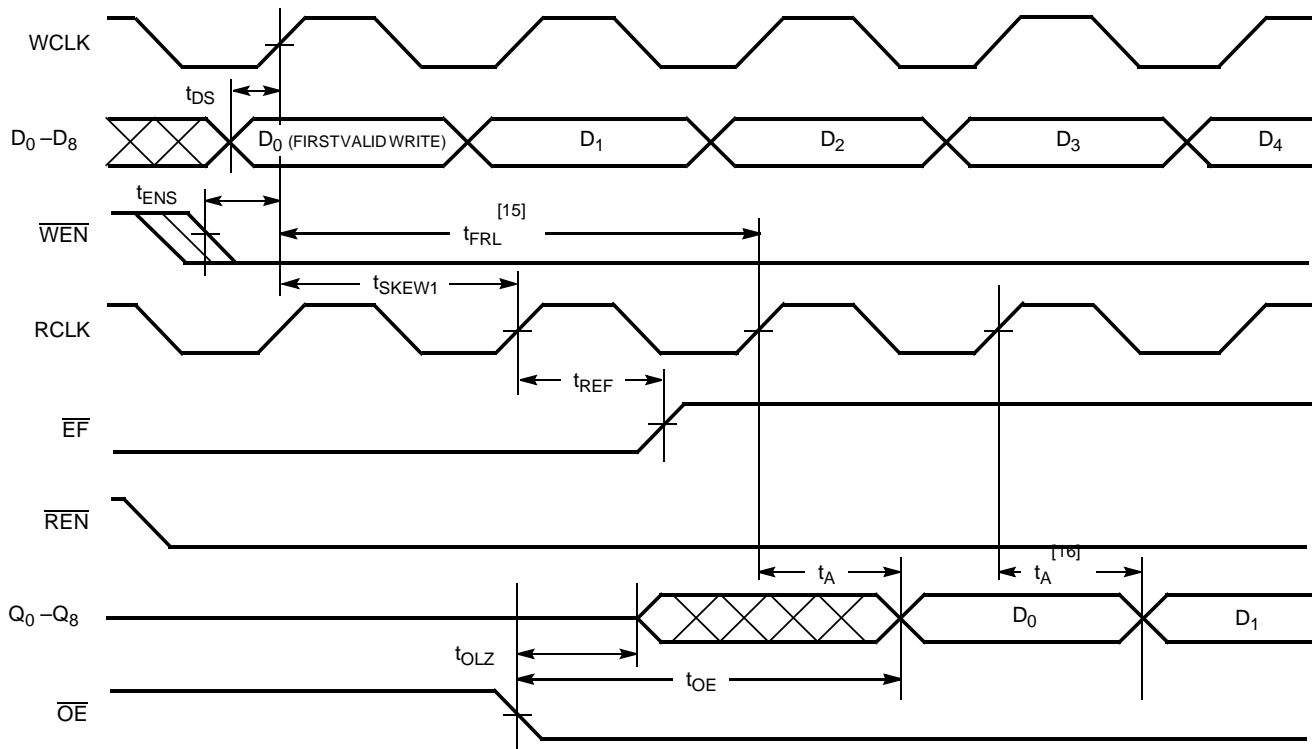 WCLK
tDS
D0 –D8
D0 (FIRSTVALID WRITE)
D1
D2
D3
D4
tENS
WEN
[15]
tFRL
tSKEW1
RCLK
tREF
EF
REN
[16]
tA
tA
Q0 –Q8
D0
D1
tOLZ
tOE
OE